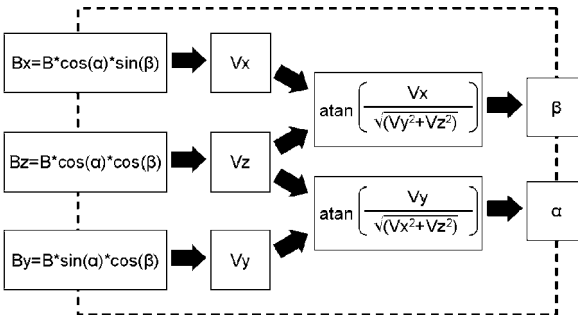 Bx=B*cos(α)*sin(β)
Vx
atan ( Vx / √(Vy²+Vz²) )
β
Bz=B*cos(α)*cos(β)
Vz
atan ( Vy / √(Vx²+Vz²) )
α
By=B*sin(α)*cos(β)
Vy